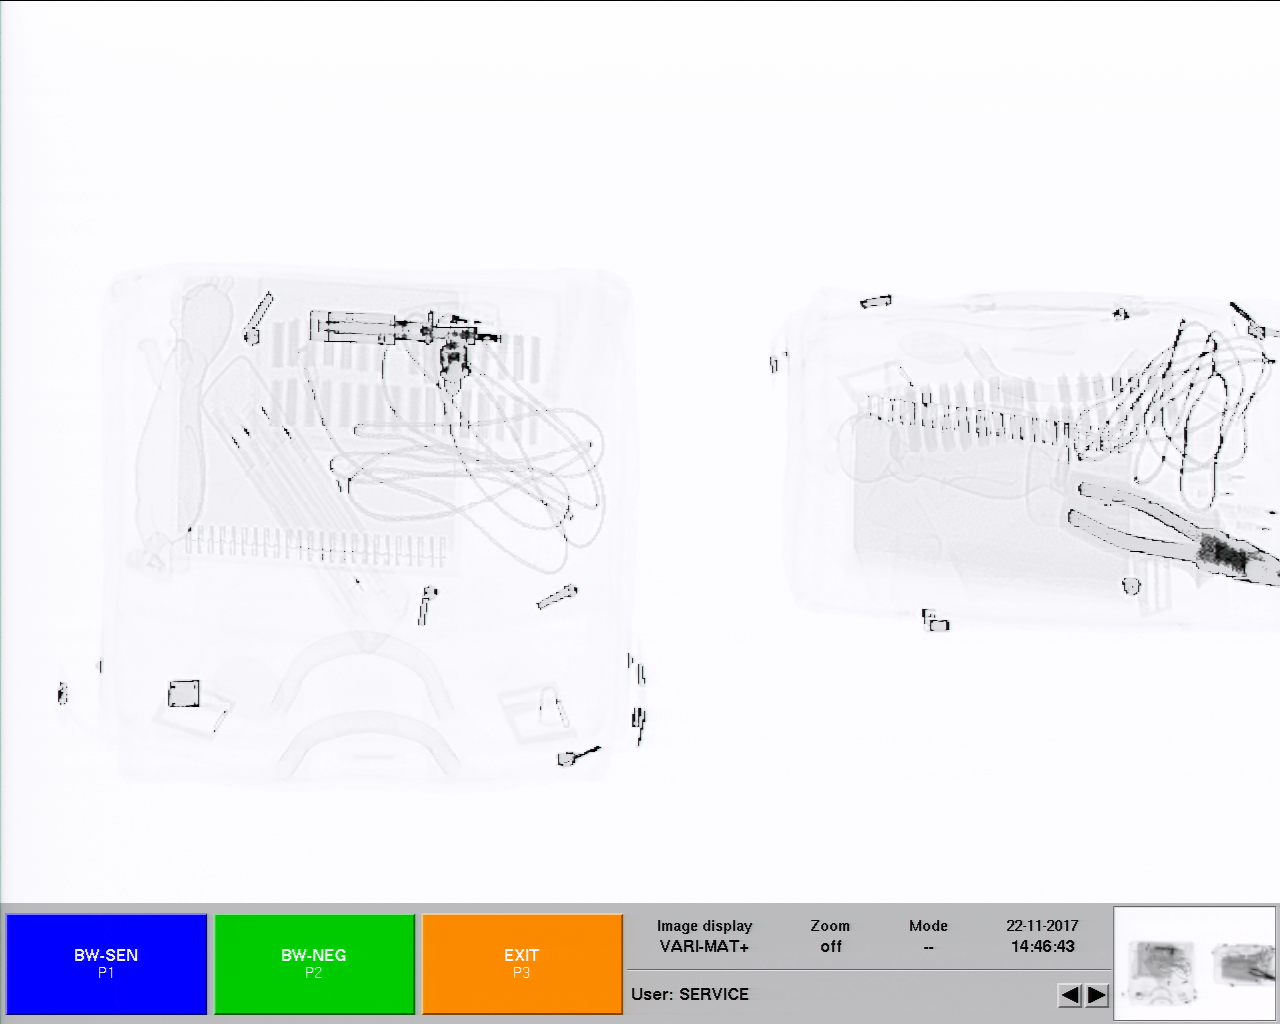 BW-SEN
P1
BW-NEG
P2
EXIT
P3
Image display
VARI-MAT+
Zoom
off
Mode
--
22-11-2017
14:46:43
User: SERVICE